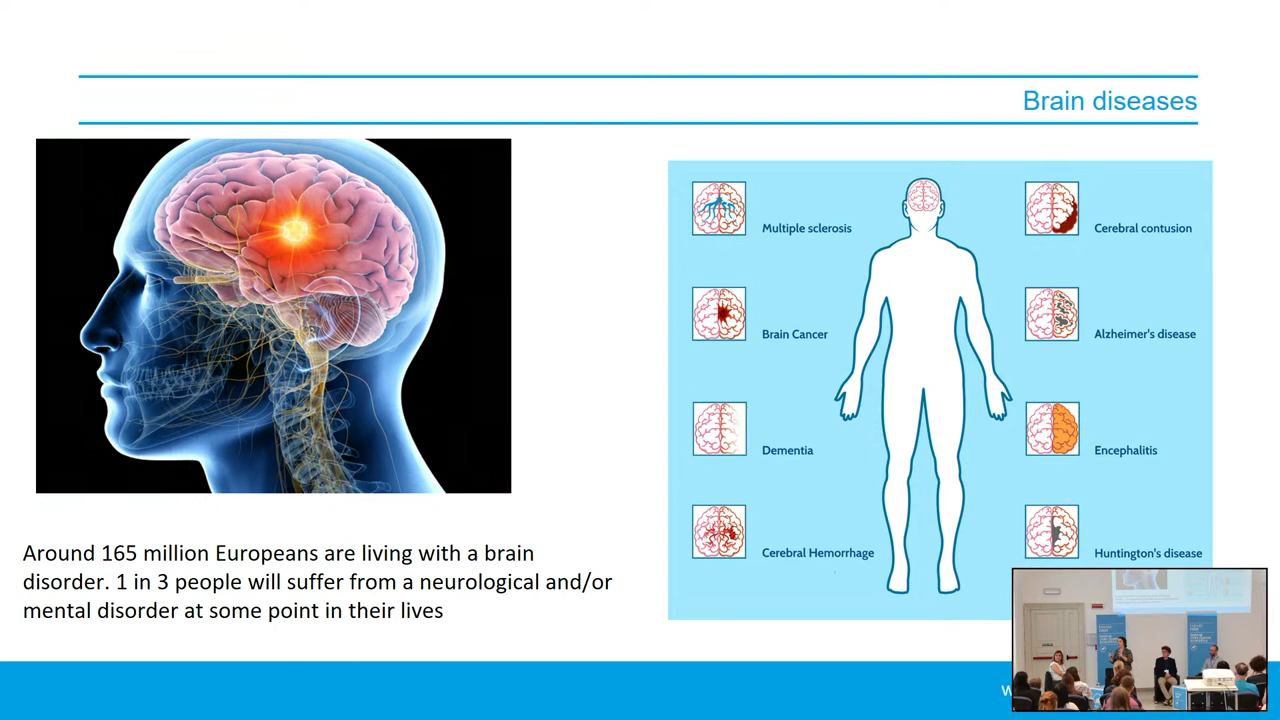 Brain diseases
Multiple sclerosis
Cerebral contusion
Brain Cancer
Alzheimer's disease
Dementia
Encephalitis
Cerebral Hemorrhage
Huntington's disease
Around 165 million Europeans are living with a brain
disorder. 1 in 3 people will suffer from a neurological and/or
mental disorder at some point in their lives